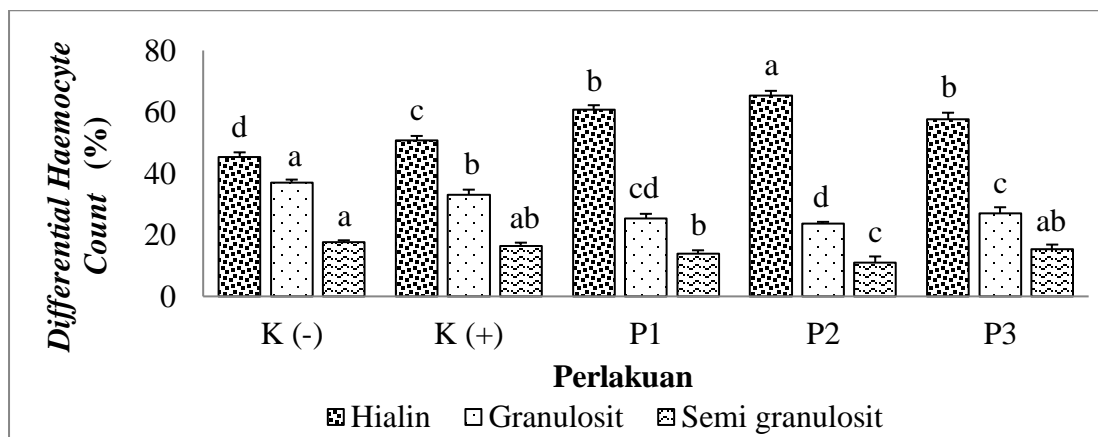 Differential Haemocyte
Count (%)
80
60
40
20
0
d a a
c b ab
b cd b
a d c
b c ab
K (-) K (+) P1 P2 P3
Perlakuan
Hialin Granulosit Semi granulosit